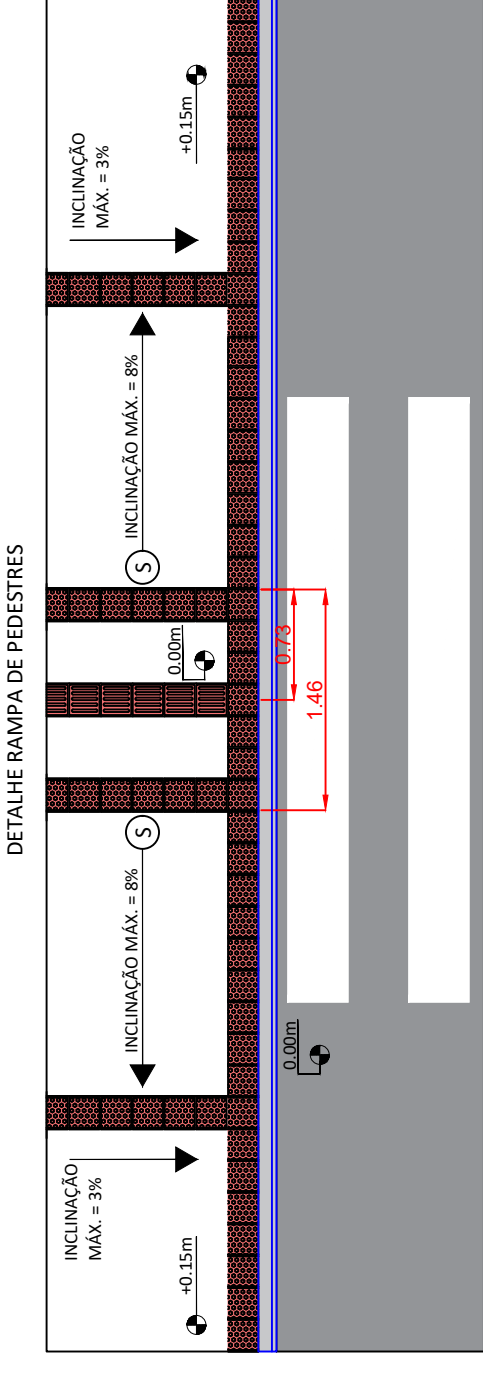 DETALHE RAMPA DE PEDESTRES
INCLINAÇÃO
MÁX. = 3%
+0.15m
INCLINAÇÃO MÁX. = 8%
S
0.00m
S
INCLINAÇÃO MÁX. = 8%
INCLINAÇÃO
MÁX. = 3%
+0.15m
0.73
1.46
0.00m